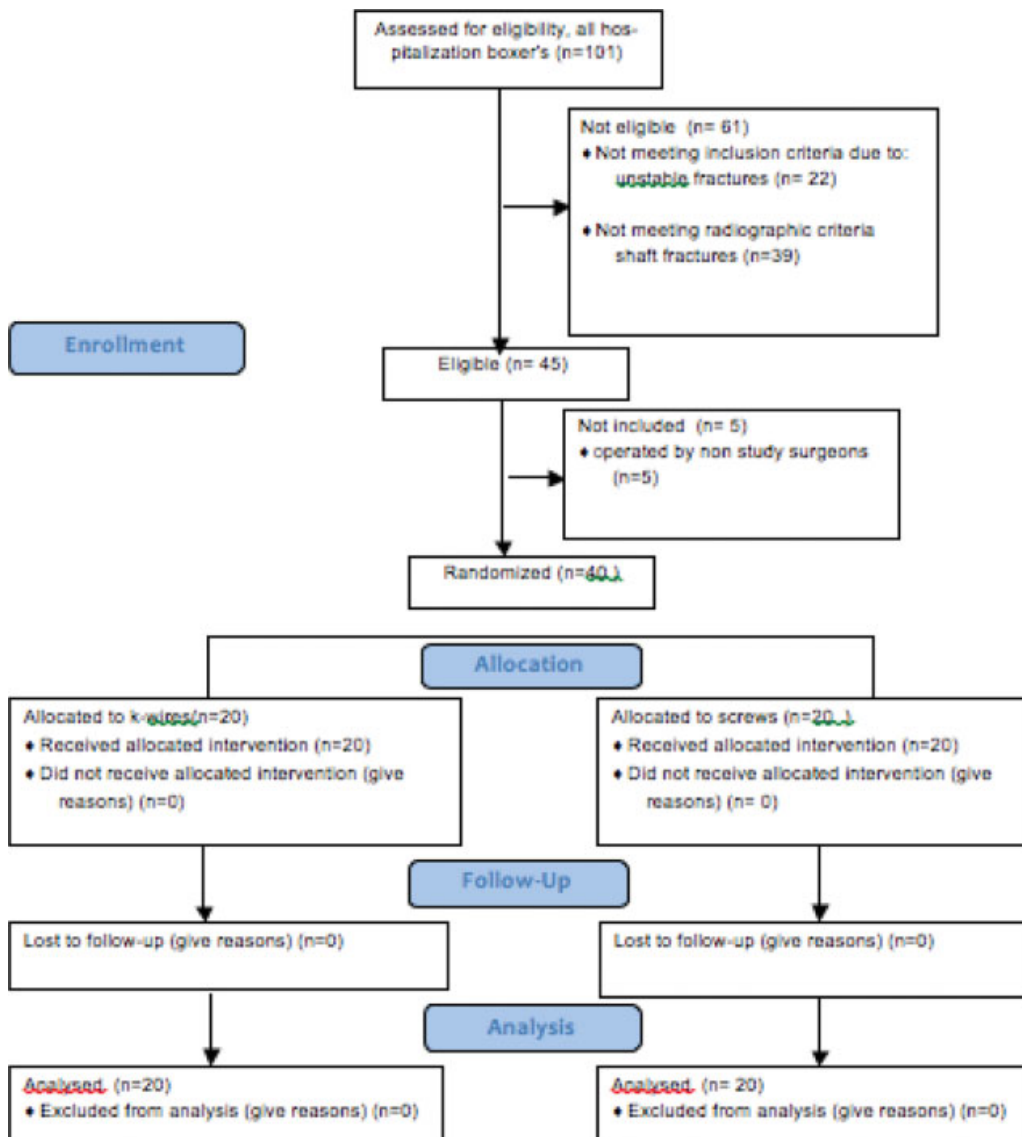 Assessed for eligibility, all hos-
pitalization boxer's (n=101)
Not eligible (n= 61)
♦ Not meeting inclusion criteria due to:
unstable fractures (n= 22)
♦ Not meeting radiographic criteria
shaft fractures (n=39)
Enrollment
Eligible (n= 45)
Not included (n= 5)
♦ operated by non study surgeons
(n=5)
Randomized (n=40 )
Allocation
Allocated to k-wires(n=20)
♦ Received allocated intervention (n=20)
♦ Did not receive allocated intervention (give
reasons) (n=0)
Allocated to screws (n=20 )
♦ Received allocated intervention (n=20)
♦ Did not receive allocated intervention (give
reasons) (n= 0)
Follow-Up
Lost to follow-up (give reasons) (n=0)
Lost to follow-up (give reasons) (n=0)
Analysis
Analysed (n=20)
♦ Excluded from analysis (give reasons) (n=0)
Analysed (n= 20)
♦ Excluded from analysis (give reasons) (n=0)